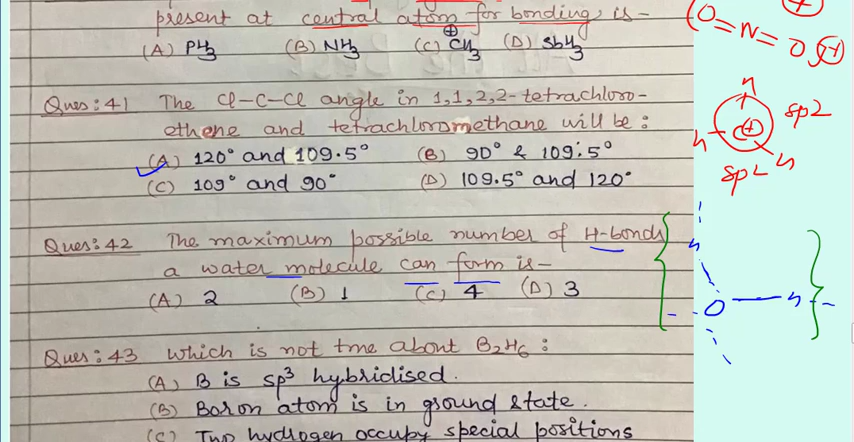 present at central atom for bonding, is-
(A) PH3 (B) NH3 (C) ⊕CH3 (D) SbH3
Ques:41 The Cl-C-Cl angle in 1,1,2,2-tetrachloro-
ethene and tetrachloromethane will be:
(A) 120° and 109.5° (B) 90° & 109.5°
(C) 109° and 90° (D) 109.5° and 120°
Ques:42 The maximum possible number of H-bonds
a water molecule can form is-
(A) 2 (B) 1 (C) 4 (D) 3
Ques:43 which is not true about B2H6:
(A) B is sp3 hybridised.
(B) Boron atom is in ground state.
(C) Two hydrogen occupy special positions
(O=N=O)
H
H C⊕ H
sp2
sp2
H
O — H